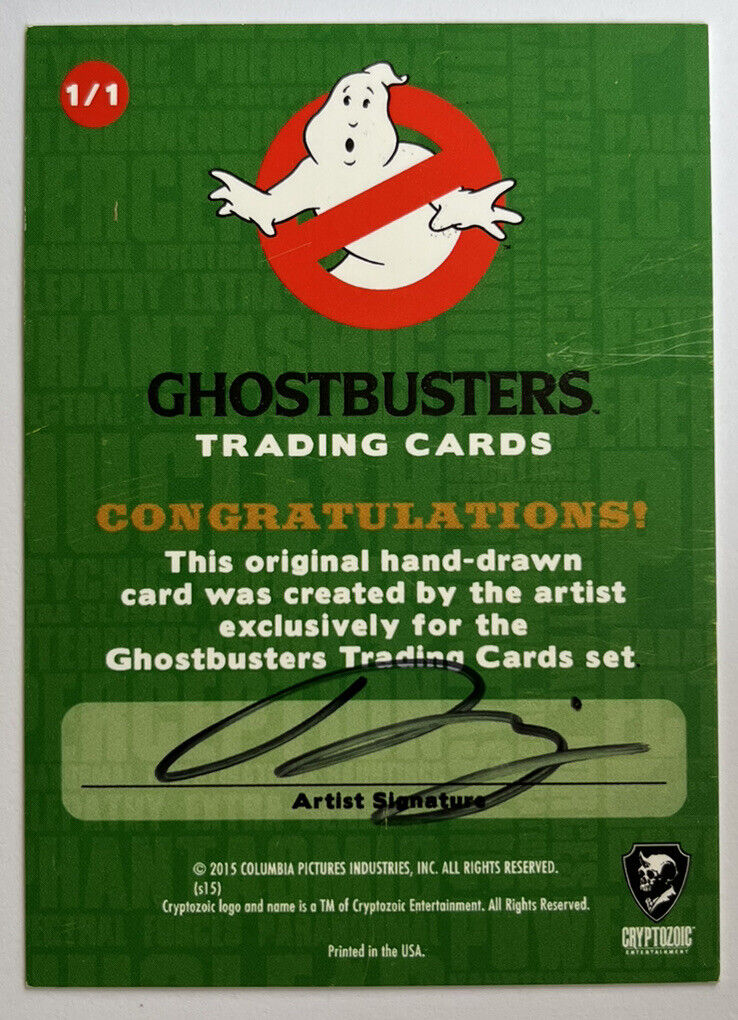 1/1
GHOSTBUSTERS™
TRADING CARDS
CONGRATULATIONS!
This original hand-drawn
card was created by the artist
exclusively for the
Ghostbusters Trading Cards set.
Artist Signature
© 2015 COLUMBIA PICTURES INDUSTRIES, INC. ALL RIGHTS RESERVED.
(s15)
Cryptozoic logo and name is a TM of Cryptozoic Entertainment. All Rights Reserved.
Printed in the USA.
CRYPTOZOIC
ENTERTAINMENT